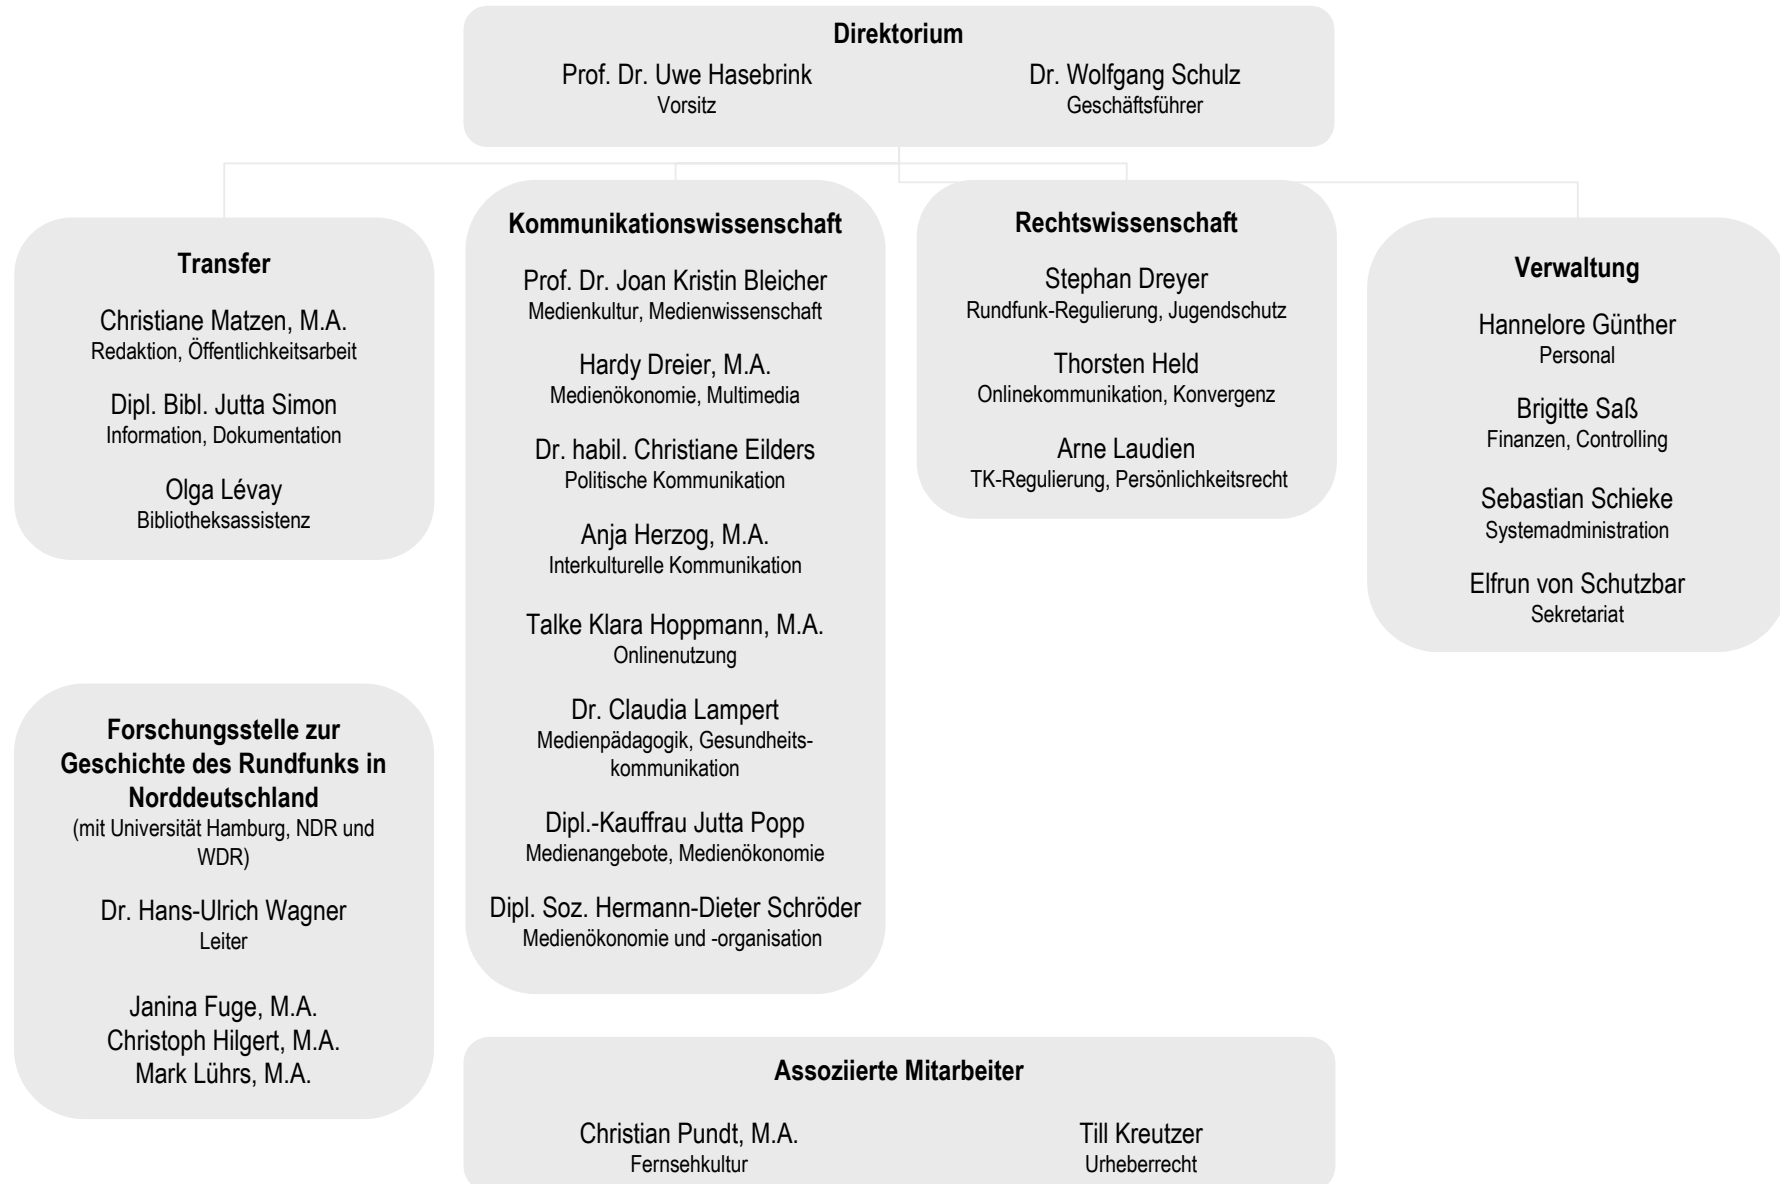 Direktorium
Prof. Dr. Uwe Hasebrink
Vorsitz
Dr. Wolfgang Schulz
Geschäftsführer
Transfer
Christiane Matzen, M.A.
Redaktion, Öffentlichkeitsarbeit
Dipl. Bibl. Jutta Simon
Information, Dokumentation
Olga Lévay
Bibliotheksassistenz
Kommunikationswissenschaft
Prof. Dr. Joan Kristin Bleicher
Medienkultur, Medienwissenschaft
Hardy Dreier, M.A.
Medienökonomie, Multimedia
Dr. habil. Christiane Eilders
Politische Kommunikation
Anja Herzog, M.A.
Interkulturelle Kommunikation
Talke Klara Hoppmann, M.A.
Onlinenutzung
Dr. Claudia Lampert
Medienpädagogik, Gesundheits-
kommunikation
Dipl.-Kauffrau Jutta Popp
Medienangebote, Medienökonomie
Dipl. Soz. Hermann-Dieter Schröder
Medienökonomie und -organisation
Rechtswissenschaft
Stephan Dreyer
Rundfunk-Regulierung, Jugendschutz
Thorsten Held
Onlinekommunikation, Konvergenz
Arne Laudien
TK-Regulierung, Persönlichkeitsrecht
Verwaltung
Hannelore Günther
Personal
Brigitte Saß
Finanzen, Controlling
Sebastian Schieke
Systemadministration
Elfrun von Schutzbar
Sekretariat
Forschungsstelle zur
Geschichte des Rundfunks in
Norddeutschland
(mit Universität Hamburg, NDR und
WDR)
Dr. Hans-Ulrich Wagner
Leiter
Janina Fuge, M.A.
Christoph Hilgert, M.A.
Mark Lührs, M.A.
Assoziierte Mitarbeiter
Christian Pundt, M.A.
Fernsehkultur
Till Kreutzer
Urheberrecht